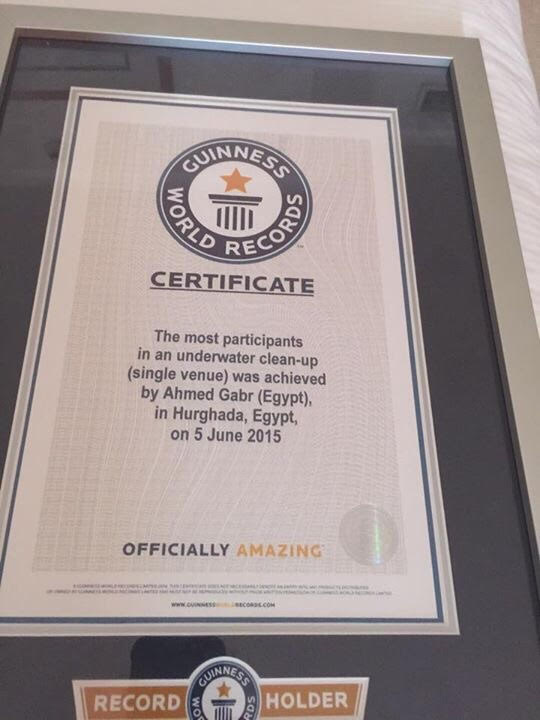 GUINNESS
WORLD RECORDS
CERTIFICATE
The most participants
in an underwater clean-up
(single venue) was achieved
by Ahmed Gabr (Egypt),
in Hurghada, Egypt,
on 5 June 2015
OFFICIALLY AMAZING
WWW.GUINNESSWORLDRECORDS.COM
GUINNESS
RECORD HOLDER